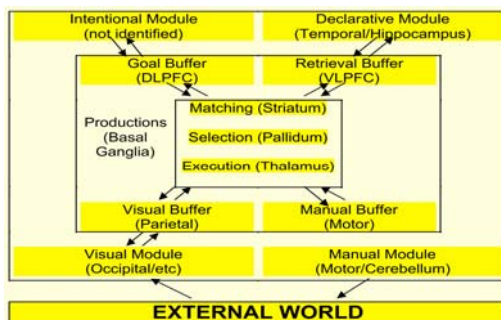 Intentional Module
(not identified)
Declarative Module
(Temporal/Hippocampus)
Goal Buffer
(DLPFC)
Retrieval Buffer
(VLPFC)
Productions
(Basal
Ganglia)
Matching (Striatum)
Selection (Pallidum)
Execution (Thalamus)
Visual Buffer
(Parietal)
Manual Buffer
(Motor)
Visual Module
(Occipital/etc)
Manual Module
(Motor/Cerebellum)
EXTERNAL WORLD